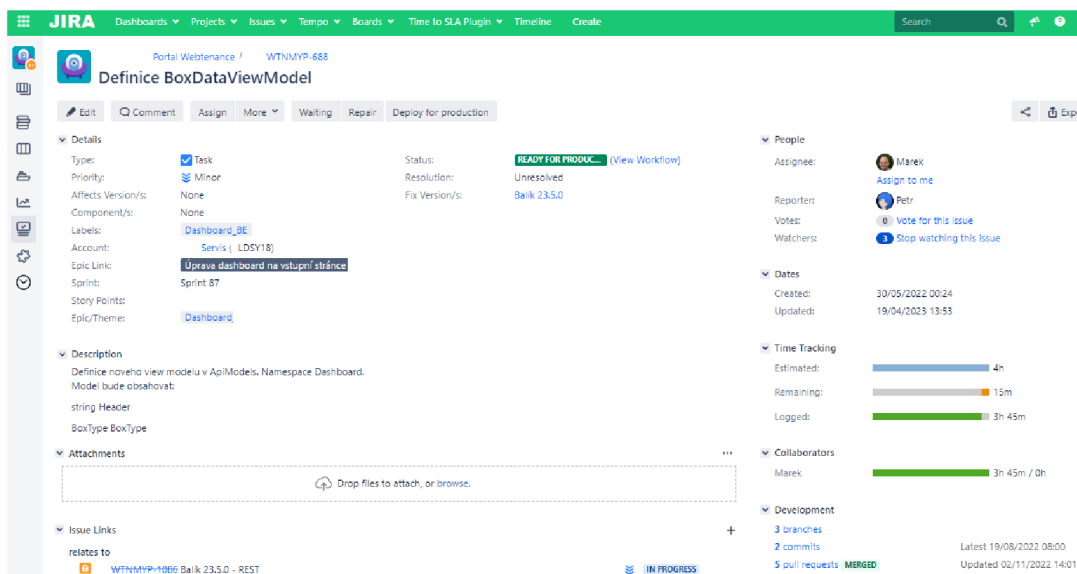 JIRA Dashboards Projects Issues Tempo Boards Time to SLA Plugin Timeline Create Search
Portal Webtenance / WTNMYP-688
Definice BoxDataViewModel
Edit Comment Assign More Waiting Repair Deploy for production Exp
Details
Type: Task
Priority: Minor
Affects Version/s: None
Component/s: None
Labels: Dashboard_BE
Account: Servis ( LDSY18)
Epic Link: Úprava dashboard na vstupní stránce
Sprint: Sprint 87
Story Points:
Epic/Theme: Dashboard
Status: READY FOR PRODUC... (View Workflow)
Resolution: Unresolved
Fix Version/s: Balík 23.5.0
Description
Definice noveho view modelu v ApiModels. Namespace Dashboard.
Model bude obsahovat:
string Header
BoxType BoxType
Attachments
Drop files to attach, or browse.
Issue Links
relates to
WTNMYP-1086 Balík 23.5.0 - REST IN PROGRESS
People
Assignee: Marek
Assign to me
Reporter: Petr
Votes: 0 Vote for this issue
Watchers: 3 Stop watching this issue
Dates
Created: 30/05/2022 00:24
Updated: 19/04/2023 13:53
Time Tracking
Estimated: 4h
Remaining: 15m
Logged: 3h 45m
Collaborators
Marek 3h 45m / 0h
Development
3 branches
2 commits Latest 19/08/2022 08:00
5 pull requests MERGED Updated 02/11/2022 14:01